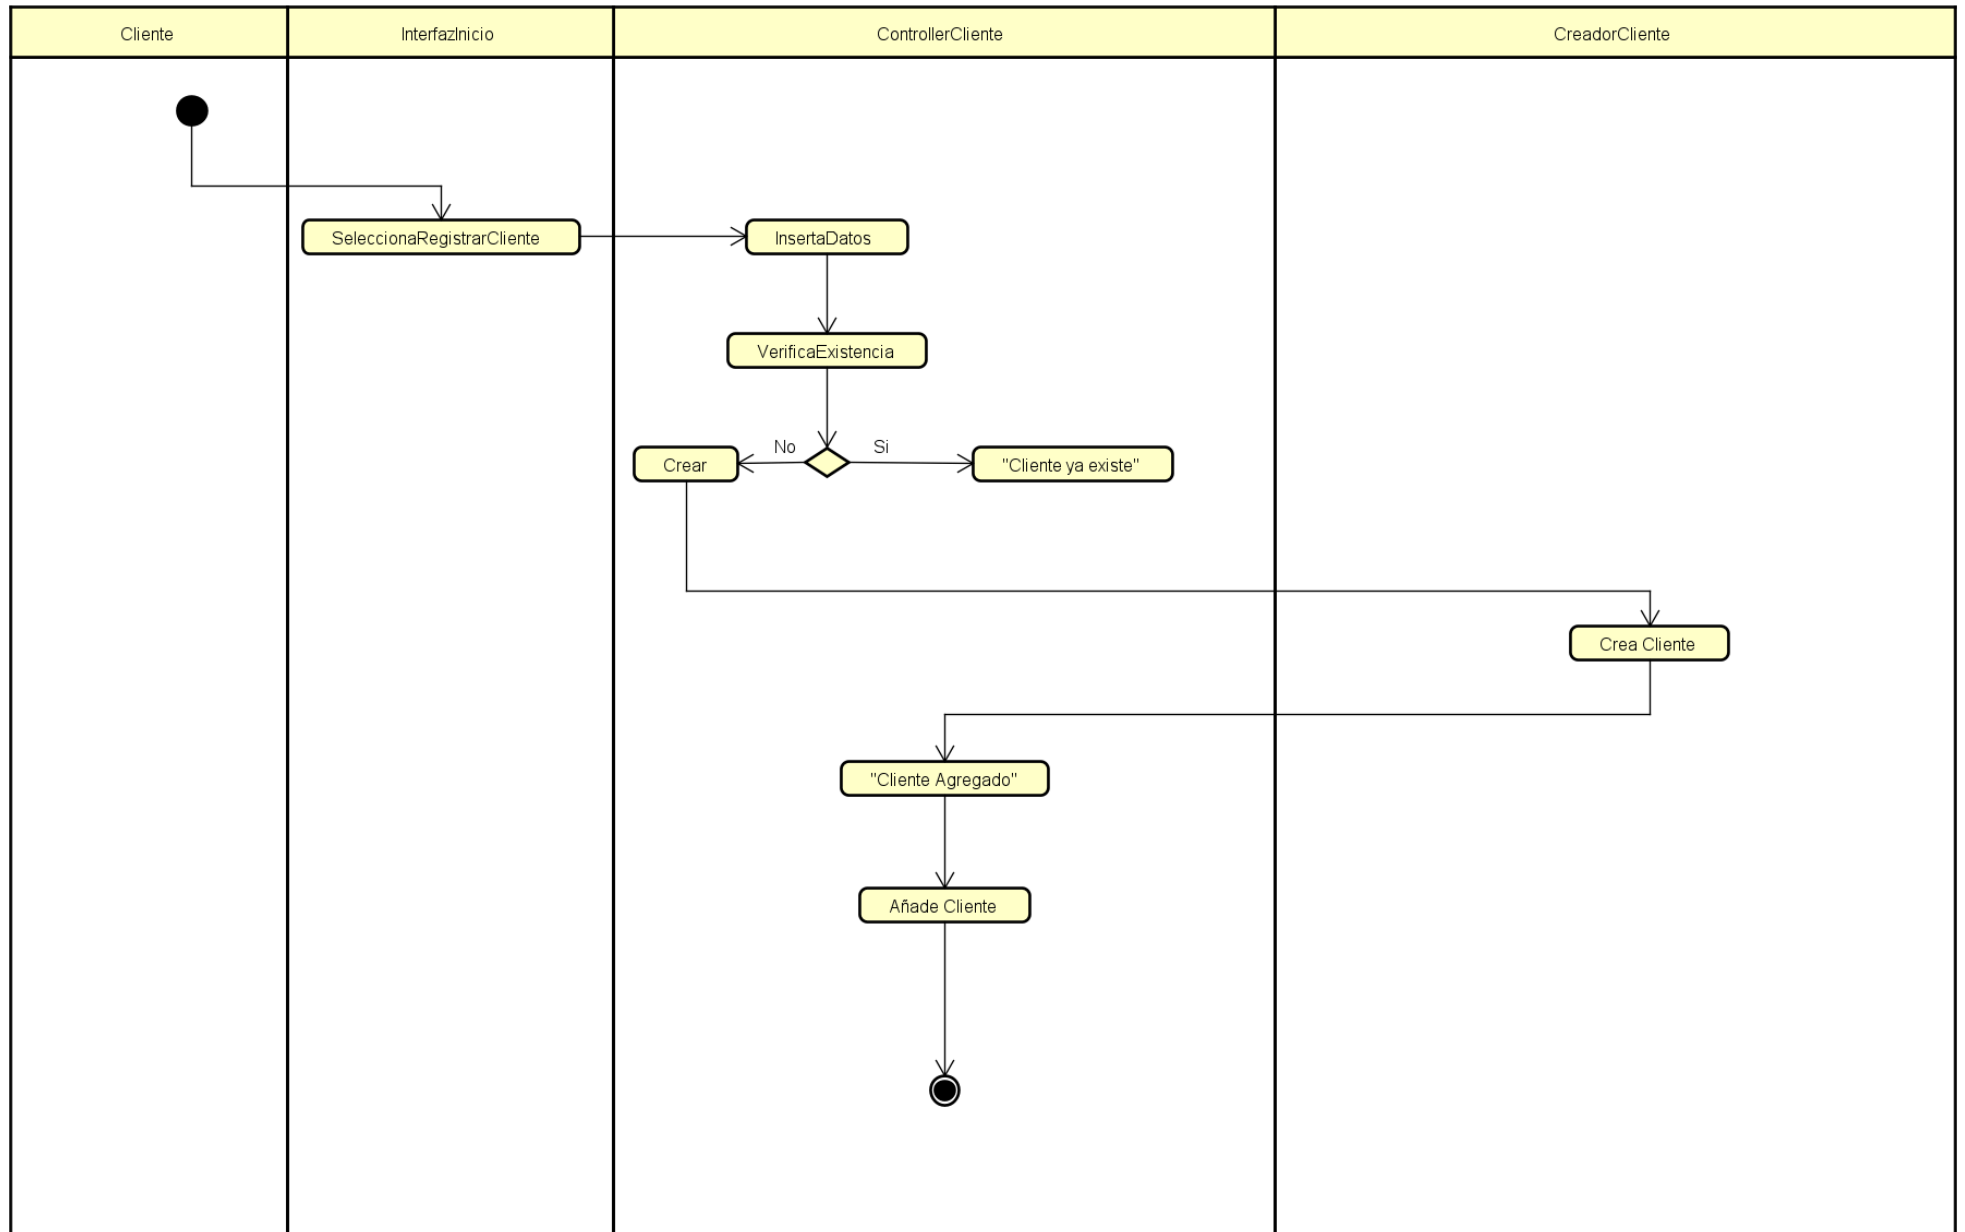 Cliente
InterfazInicio
ControllerCliente
CreadorCliente
SeleccionaRegistrarCliente
InsertaDatos
VerificaExistencia
No
Si
Crear
"Cliente ya existe"
Crea Cliente
"Cliente Agregado"
Añade Cliente